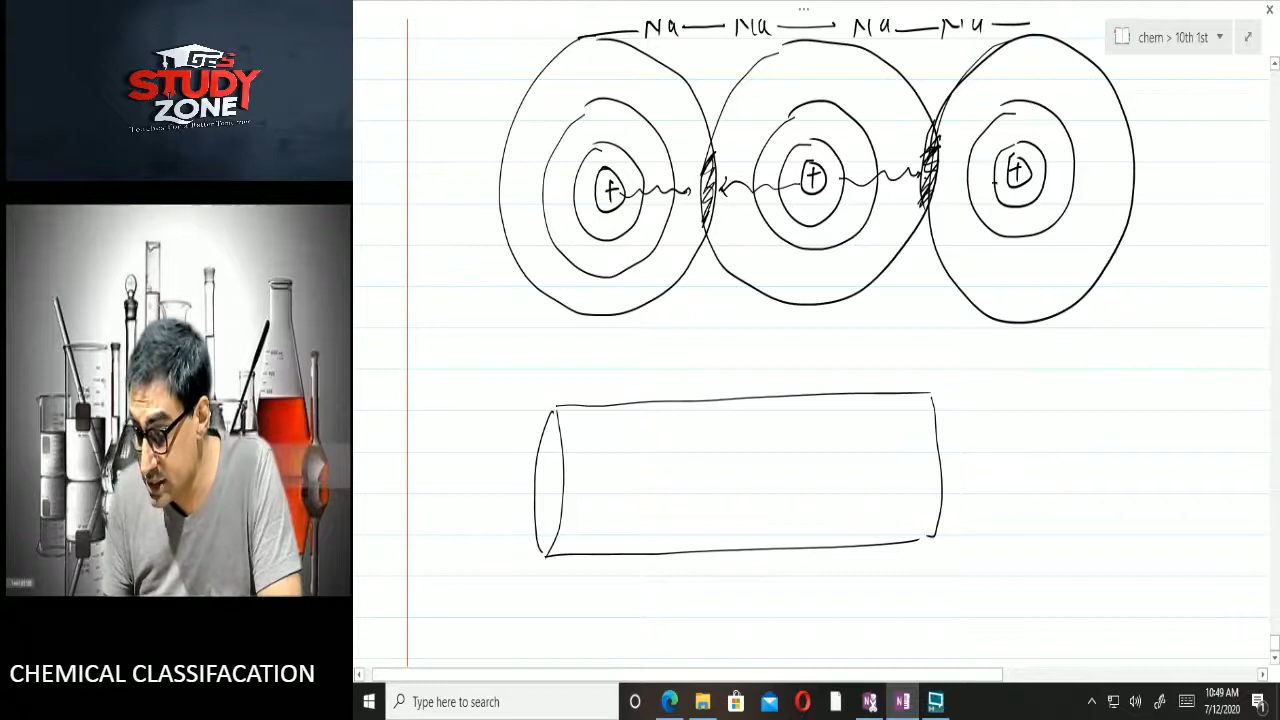 Na — Na — Na — Na —
chem > 10th 1st
GFS
STUDY
ZONE
+ + +
CHEMICAL CLASSIFACATION
Type here to search
10:49 AM
7/12/2020